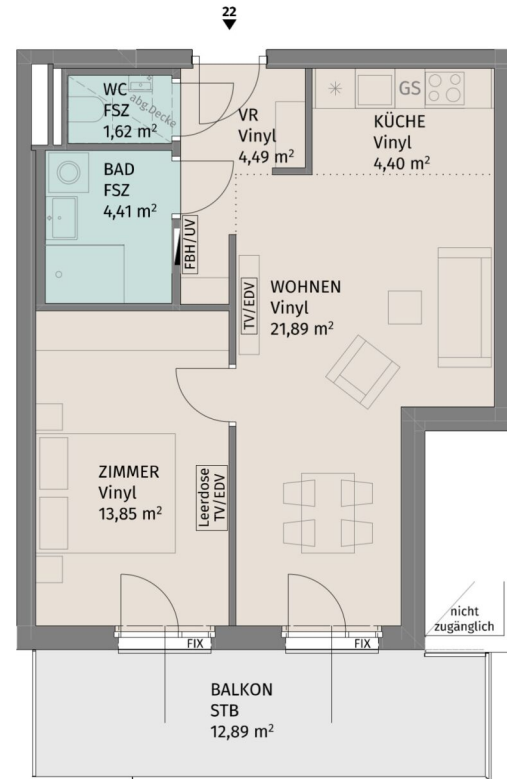 22
WC
FSZ
1,62 m²
abg.Decke
VR
Vinyl
4,49 m²
GS
KÜCHE
Vinyl
4,40 m²
BAD
FSZ
4,41 m²
FBH/UV
TV/EDV
WOHNEN
Vinyl
21,89 m²
ZIMMER
Vinyl
13,85 m²
Leerdose
TV/EDV
nicht
zugänglich
FIX
FIX
BALKON
STB
12,89 m²